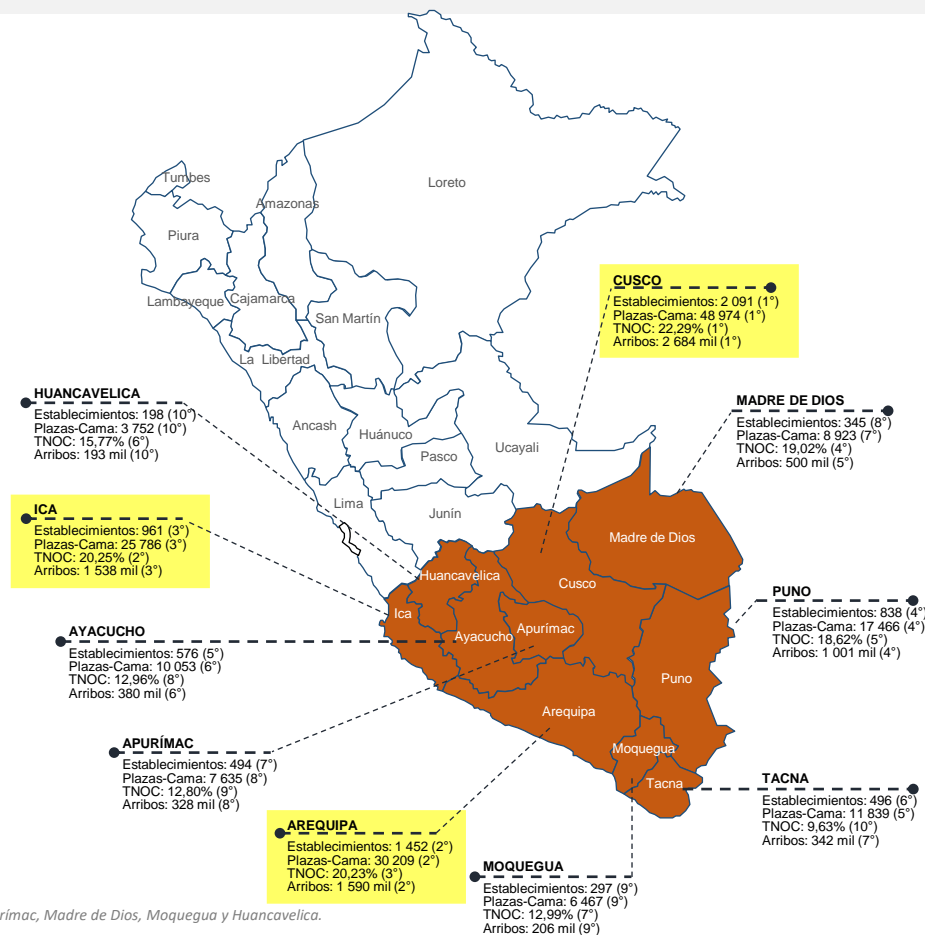 Loreto
Tumbes
Amazonas
Piura
Lambayeque
Cajamarca
San Martín
La Libertad
Ancash
Huánuco
Pasco
Ucayali
Lima
Junín
CUSCO
Establecimientos: 2 091 (1°)
Plazas-Cama: 48 974 (1°)
TNOC: 22,29% (1°)
Arribos: 2 684 mil (1°)
HUANCAVELICA
Establecimientos: 198 (10°)
Plazas-Cama: 3 752 (10°)
TNOC: 15,77% (6°)
Arribos: 193 mil (10°)
MADRE DE DIOS
Establecimientos: 345 (8°)
Plazas-Cama: 8 923 (7°)
TNOC: 19,02% (4°)
Arribos: 500 mil (5°)
ICA
Establecimientos: 961 (3°)
Plazas-Cama: 25 786 (3°)
TNOC: 20,25% (2°)
Arribos: 1 538 mil (3°)
Madre de Dios
Huancavelica
Cusco
Ica
Ayacucho
Apurímac
Puno
Arequipa
Moquegua
Tacna
PUNO
Establecimientos: 838 (4°)
Plazas-Cama: 17 466 (4°)
TNOC: 18,62% (5°)
Arribos: 1 001 mil (4°)
AYACUCHO
Establecimientos: 576 (5°)
Plazas-Cama: 10 053 (6°)
TNOC: 12,96% (8°)
Arribos: 380 mil (6°)
APURÍMAC
Establecimientos: 494 (7°)
Plazas-Cama: 7 635 (8°)
TNOC: 12,80% (9°)
Arribos: 328 mil (8°)
TACNA
Establecimientos: 496 (6°)
Plazas-Cama: 11 839 (5°)
TNOC: 9,63% (10°)
Arribos: 342 mil (7°)
AREQUIPA
Establecimientos: 1 452 (2°)
Plazas-Cama: 30 209 (2°)
TNOC: 20,23% (3°)
Arribos: 1 590 mil (2°)
MOQUEGUA
Establecimientos: 297 (9°)
Plazas-Cama: 6 467 (9°)
TNOC: 12,99% (7°)
Arribos: 206 mil (9°)
rímac, Madre de Dios, Moquegua y Huancavelica.